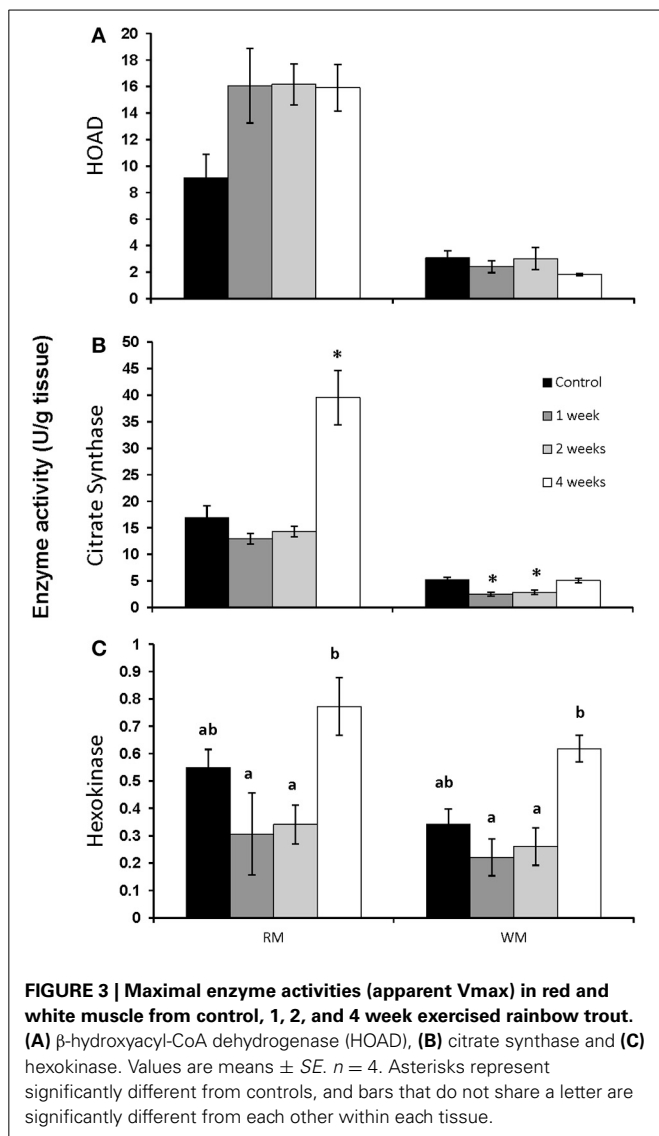 A
18
16
14
12
10
8
6
4
2
0
HOAD
B
50
45
40
35
30
25
20
15
10
5
0
Citrate Synthase
*
* *
Control
1 week
2 weeks
4 weeks
Enzyme activity (U/g tissue)
C
1
0.9
0.8
0.7
0.6
0.5
0.4
0.3
0.2
0.1
0
Hexokinase
ab a a b
ab a a b
RM WM
FIGURE 3 | Maximal enzyme activities (apparent Vmax) in red and
white muscle from control, 1, 2, and 4 week exercised rainbow trout.
(A) β-hydroxyacyl-CoA dehydrogenase (HOAD), (B) citrate synthase and (C)
hexokinase. Values are means ± SE. n = 4. Asterisks represent
significantly different from controls, and bars that do not share a letter are
significantly different from each other within each tissue.